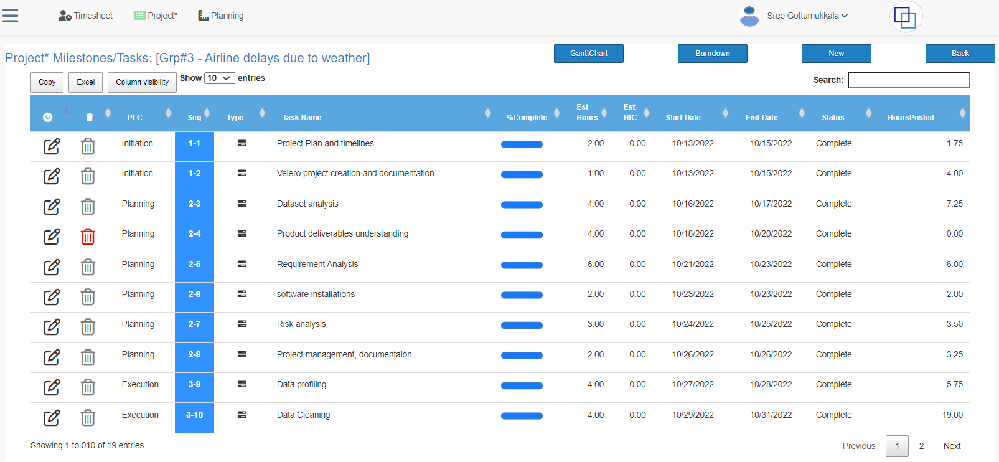 Timesheet Project* Planning Sree Gottumukkala
Project* Milestones/Tasks: [Grp#3 - Airline delays due to weather] GanttChart Burndown New Back
Copy Excel Column visibility Show 10 entries Search:
PLC Seq Type Task Name %Complete Est Hours Est HtC Start Date End Date Status HoursPosted
Initiation 1-1 Project Plan and timelines 2.00 0.00 10/13/2022 10/15/2022 Complete 1.75
Initiation 1-2 Velero project creation and documentation 1.00 0.00 10/13/2022 10/15/2022 Complete 4.00
Planning 2-3 Dataset analysis 4.00 0.00 10/16/2022 10/17/2022 Complete 7.25
Planning 2-4 Product deliverables understanding 4.00 0.00 10/18/2022 10/20/2022 Complete 0.00
Planning 2-5 Requirement Analysis 6.00 0.00 10/21/2022 10/23/2022 Complete 6.00
Planning 2-6 software installations 2.00 0.00 10/23/2022 10/23/2022 Complete 2.00
Planning 2-7 Risk analysis 3.00 0.00 10/24/2022 10/25/2022 Complete 3.50
Planning 2-8 Project management, documentaion 2.00 0.00 10/26/2022 10/26/2022 Complete 3.25
Execution 3-9 Data profiling 4.00 0.00 10/27/2022 10/28/2022 Complete 5.75
Execution 3-10 Data Cleaning 4.00 0.00 10/29/2022 10/31/2022 Complete 19.00
Showing 1 to 010 of 19 entries Previous 1 2 Next